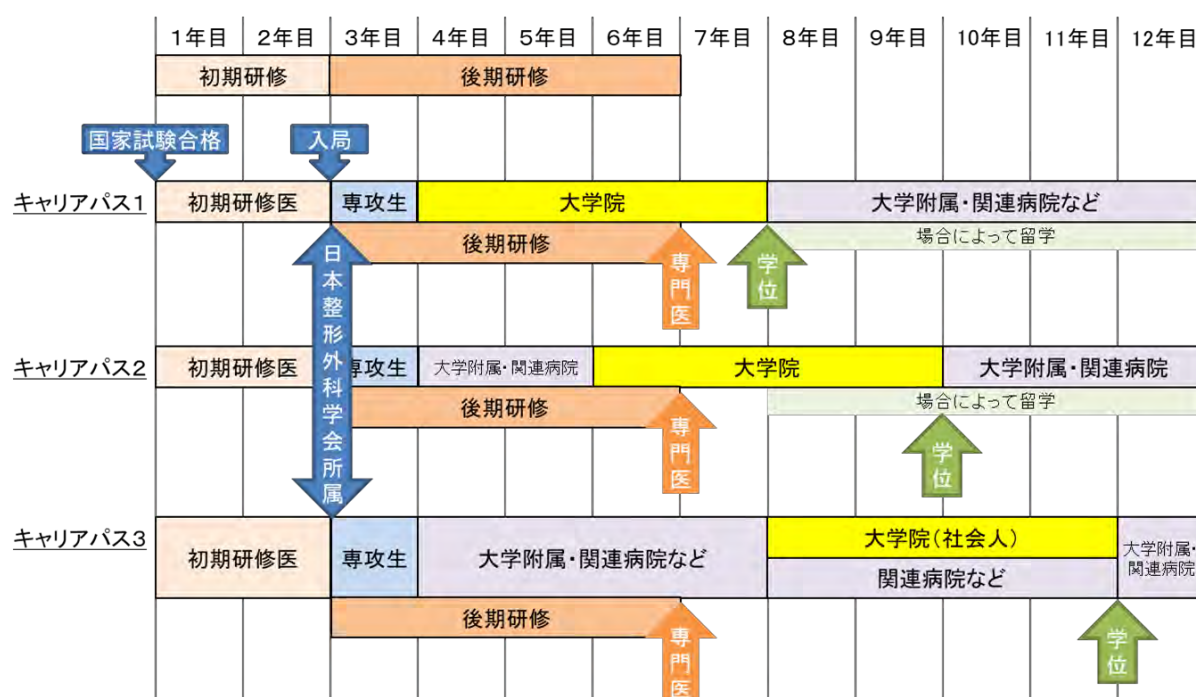 1年目 2年目 3年目 4年目 5年目 6年目 7年目 8年目 9年目 10年目 11年目 12年目
初期研修 後期研修
国家試験合格 入局
キャリアパス1 初期研修医 専攻生 大学院 大学附属・関連病院など
後期研修 場合によって留学
日本整形外科学会所属
専門医
学位
キャリアパス2 初期研修医 専攻生 大学附属・関連病院 大学院 大学附属・関連病院
後期研修 場合によって留学
専門医
学位
キャリアパス3 初期研修医 専攻生 大学附属・関連病院など 大学院(社会人)
関連病院など
大学附属・
関連病院
後期研修
専門医
学位